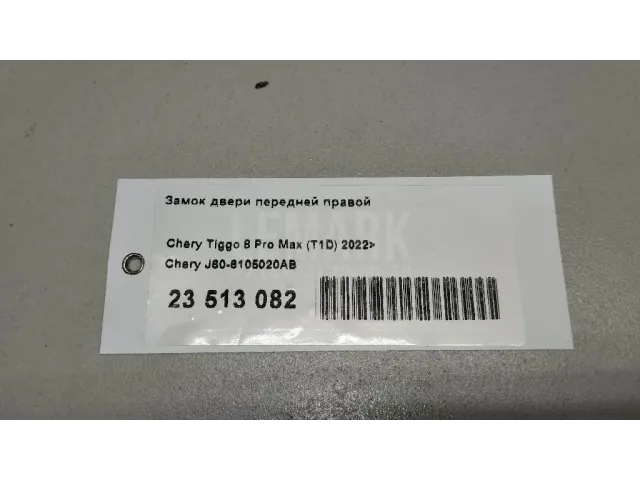 Замок двери передней правой
Chery Tiggo 8 Pro Max (T1D) 2022>
Chery J60-6105020AB
23 513 082